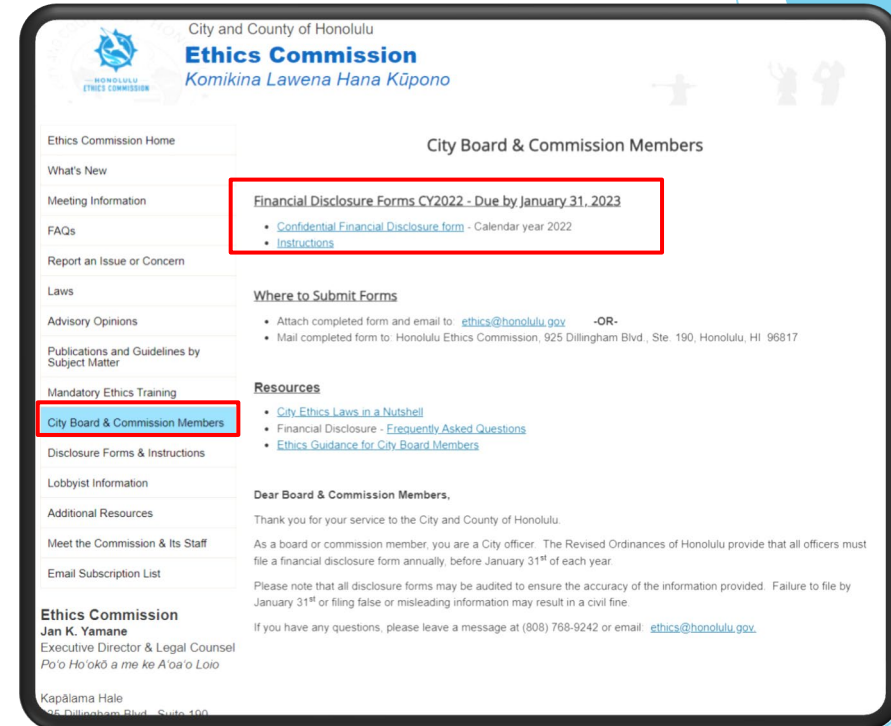 City and County of Honolulu
Ethics Commission
Komikina Lawena Hana Kūpono
HONOLULU
ETHICS COMMISSION
Ethics Commission Home
What's New
Meeting Information
FAQs
Report an Issue or Concern
Laws
Advisory Opinions
Publications and Guidelines by
Subject Matter
Mandatory Ethics Training
City Board & Commission Members
Disclosure Forms & Instructions
Lobbyist Information
Additional Resources
Meet the Commission & Its Staff
Email Subscription List
Ethics Commission
Jan K. Yamane
Executive Director & Legal Counsel
Po'o Ho'okō a me ke A'oa'o Loio
Kapālama Hale
925 Dillingham Blvd., Suite 190
City Board & Commission Members
Financial Disclosure Forms CY2022 - Due by January 31, 2023
• Confidential Financial Disclosure form - Calendar year 2022
• Instructions
Where to Submit Forms
• Attach completed form and email to: ethics@honolulu.gov -OR-
• Mail completed form to: Honolulu Ethics Commission, 925 Dillingham Blvd., Ste. 190, Honolulu, HI 96817
Resources
• City Ethics Laws in a Nutshell
• Financial Disclosure - Frequently Asked Questions
• Ethics Guidance for City Board Members
Dear Board & Commission Members,
Thank you for your service to the City and County of Honolulu.
As a board or commission member, you are a City officer. The Revised Ordinances of Honolulu provide that all officers must
file a financial disclosure form annually, before January 31st of each year.
Please note that all disclosure forms may be audited to ensure the accuracy of the information provided. Failure to file by
January 31st or filing false or misleading information may result in a civil fine.
If you have any questions, please leave a message at (808) 768-9242 or email: ethics@honolulu.gov.